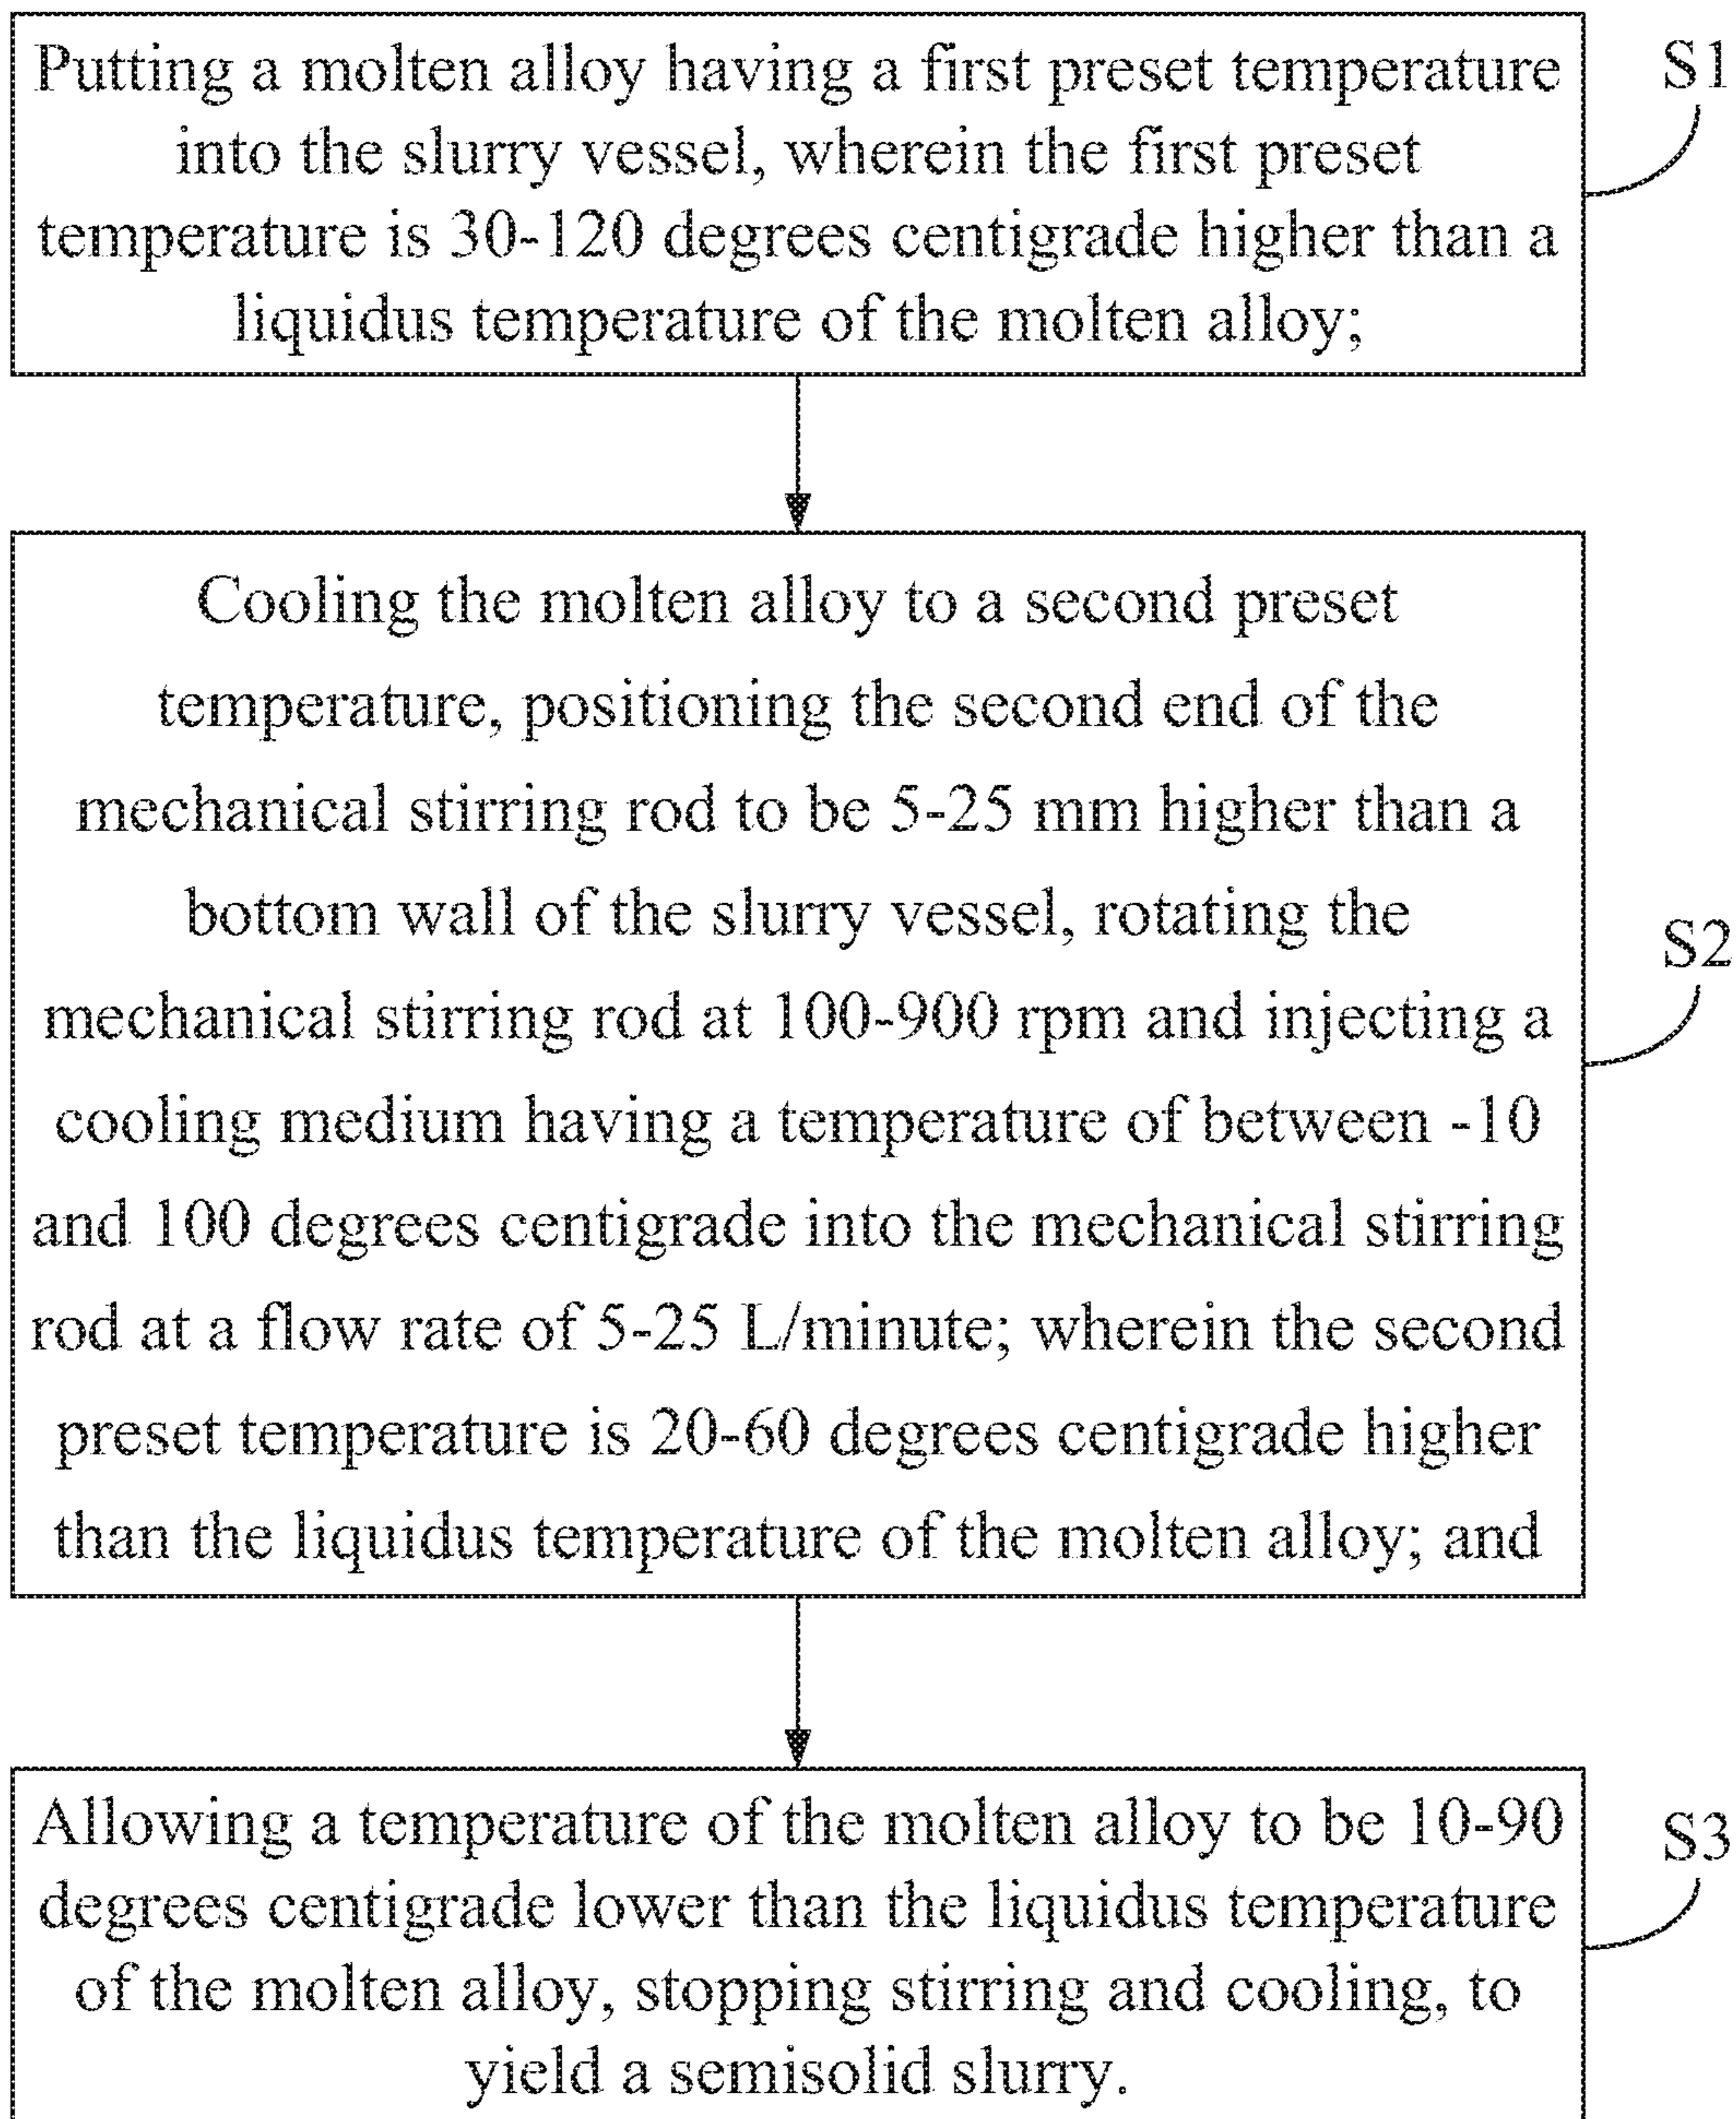 Putting a molten alloy having a first preset temperature
into the slurry vessel, wherein the first preset
temperature is 30-120 degrees centigrade higher than a
liquidus temperature of the molten alloy;
S1
Cooling the molten alloy to a second preset
temperature, positioning the second end of the
mechanical stirring rod to be 5-25 mm higher than a
bottom wall of the slurry vessel, rotating the
mechanical stirring rod at 100-900 rpm and injecting a
cooling medium having a temperature of between -10
and 100 degrees centigrade into the mechanical stirring
rod at a flow rate of 5-25 L/minute; wherein the second
preset temperature is 20-60 degrees centigrade higher
than the liquidus temperature of the molten alloy; and
S2
Allowing a temperature of the molten alloy to be 10-90
degrees centigrade lower than the liquidus temperature
of the molten alloy, stopping stirring and cooling, to
yield a semisolid slurry.
S3